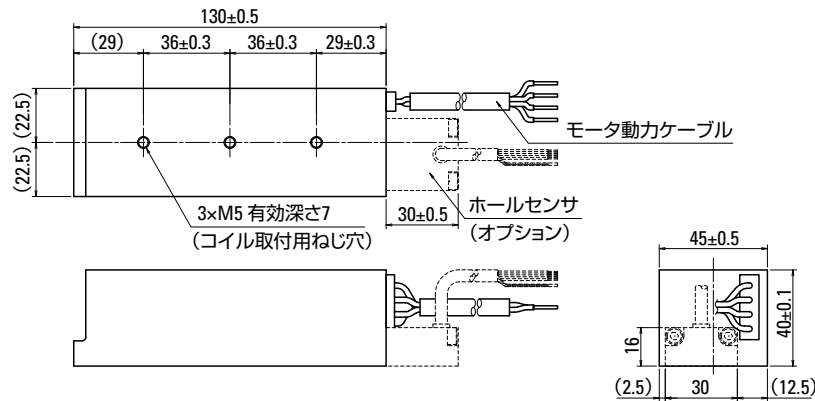 130±0.5
(29)
36±0.3
36±0.3
29±0.3
(22.5)
(22.5)
モータ動力ケーブル
3×M5 有効深さ7
(コイル取付用ねじ穴)
30±0.5
ホールセンサ
(オプション)
45±0.5
40±0.1
16
(2.5)
30
(12.5)